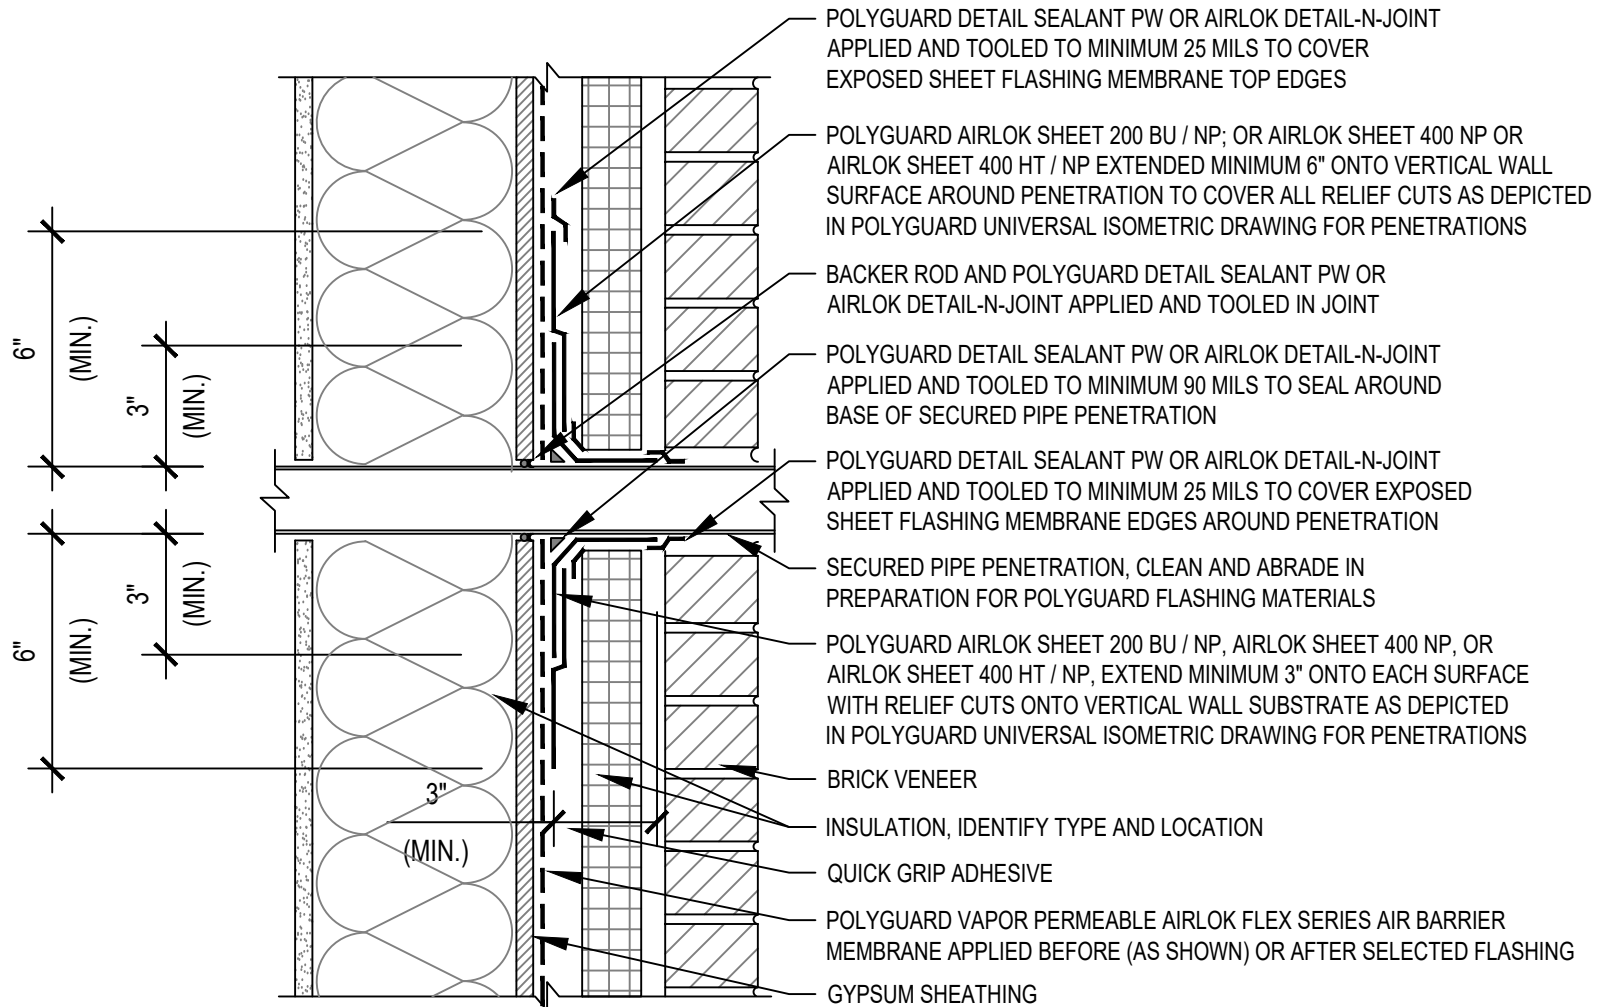 POLYGUARD DETAIL SEALANT PW OR AIRLOK DETAIL-N-JOINT
APPLIED AND TOOLED TO MINIMUM 25 MILS TO COVER
EXPOSED SHEET FLASHING MEMBRANE TOP EDGES
POLYGUARD AIRLOK SHEET 200 BU / NP; OR AIRLOK SHEET 400 NP OR
AIRLOK SHEET 400 HT / NP EXTENDED MINIMUM 6" ONTO VERTICAL WALL
SURFACE AROUND PENETRATION TO COVER ALL RELIEF CUTS AS DEPICTED
IN POLYGUARD UNIVERSAL ISOMETRIC DRAWING FOR PENETRATIONS
BACKER ROD AND POLYGUARD DETAIL SEALANT PW OR
AIRLOK DETAIL-N-JOINT APPLIED AND TOOLED IN JOINT
POLYGUARD DETAIL SEALANT PW OR AIRLOK DETAIL-N-JOINT
APPLIED AND TOOLED TO MINIMUM 90 MILS TO SEAL AROUND
BASE OF SECURED PIPE PENETRATION
POLYGUARD DETAIL SEALANT PW OR AIRLOK DETAIL-N-JOINT
APPLIED AND TOOLED TO MINIMUM 25 MILS TO COVER EXPOSED
SHEET FLASHING MEMBRANE EDGES AROUND PENETRATION
SECURED PIPE PENETRATION, CLEAN AND ABRADE IN
PREPARATION FOR POLYGUARD FLASHING MATERIALS
POLYGUARD AIRLOK SHEET 200 BU / NP, AIRLOK SHEET 400 NP, OR
AIRLOK SHEET 400 HT / NP, EXTEND MINIMUM 3" ONTO EACH SURFACE
WITH RELIEF CUTS ONTO VERTICAL WALL SUBSTRATE AS DEPICTED
IN POLYGUARD UNIVERSAL ISOMETRIC DRAWING FOR PENETRATIONS
BRICK VENEER
INSULATION, IDENTIFY TYPE AND LOCATION
QUICK GRIP ADHESIVE
POLYGUARD VAPOR PERMEABLE AIRLOK FLEX SERIES AIR BARRIER
MEMBRANE APPLIED BEFORE (AS SHOWN) OR AFTER SELECTED FLASHING
GYPSUM SHEATHING
6"
(MIN.)
3"
(MIN.)
3"
(MIN.)
6"
(MIN.)
3"
(MIN.)